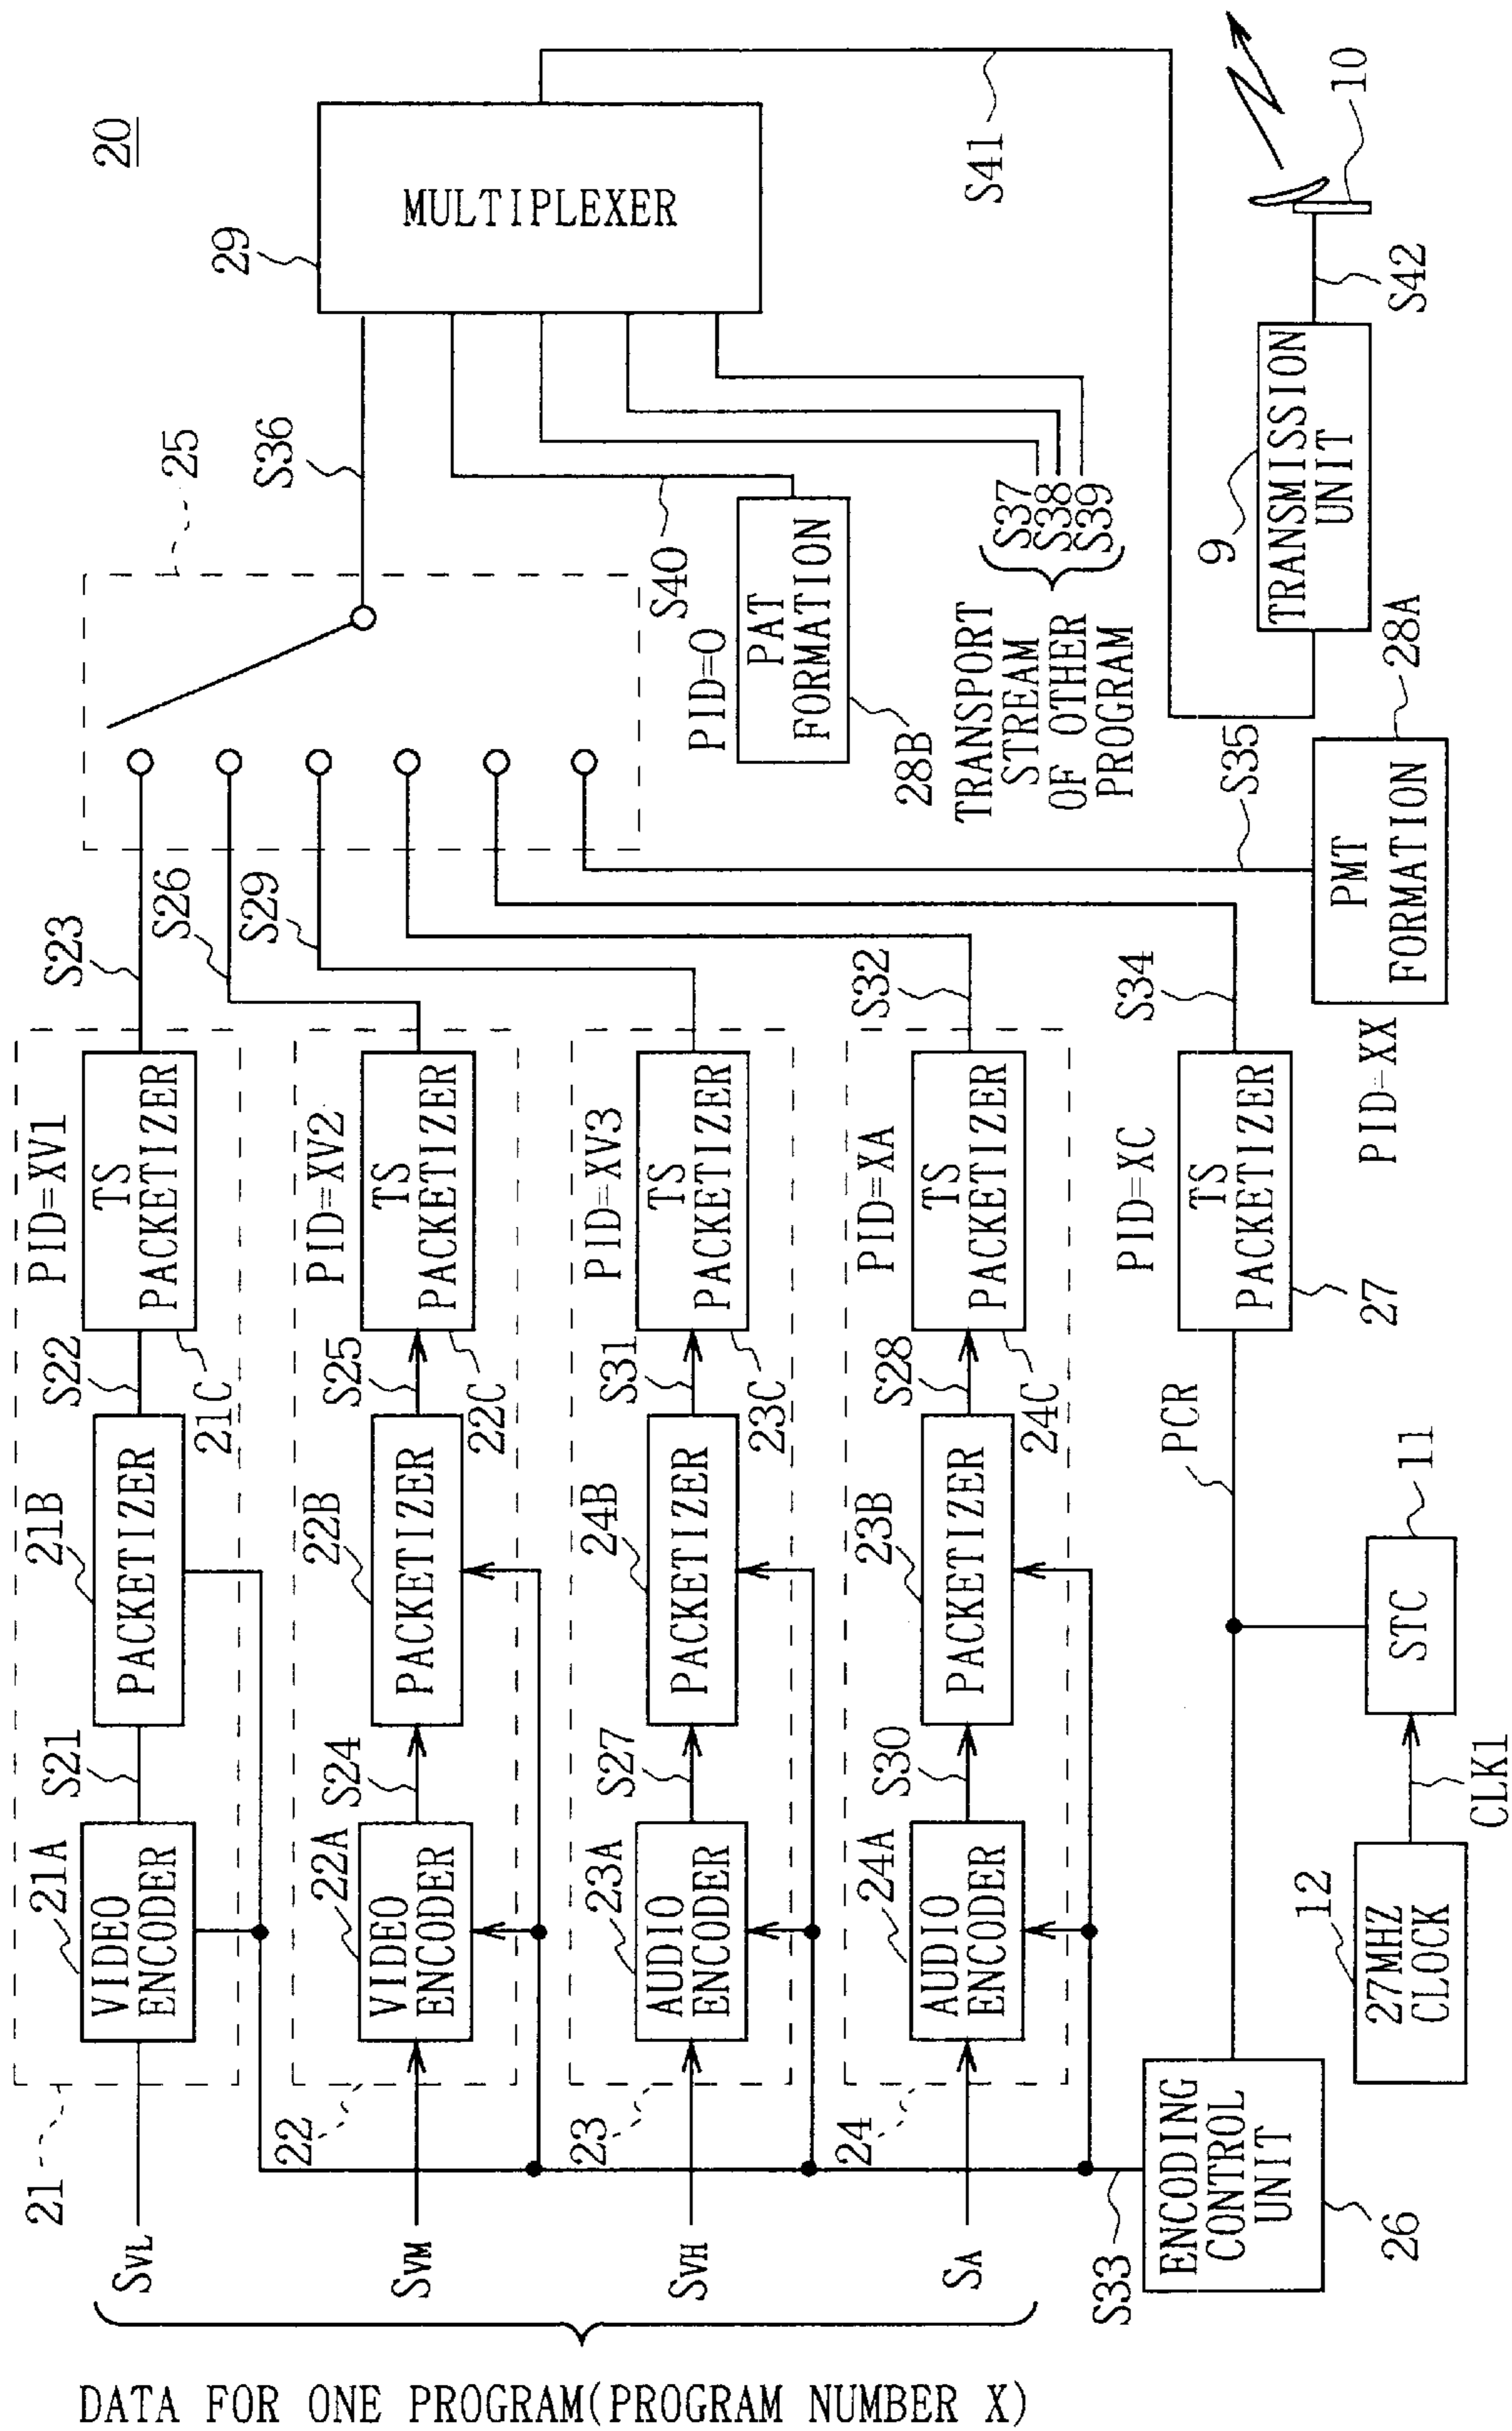 20
DATA FOR ONE PROGRAM(PROGRAM NUMBER X)
SVL
21
21A
VIDEO
ENCODER
S21
21B
PACKETIZER
S22
21C
PID=XV1
TS
PACKETIZER
S23
SVM
22
22A
VIDEO
ENCODER
S24
22B
PACKETIZER
S25
22C
PID=XV2
TS
PACKETIZER
S26
SVH
23
23A
AUDIO
ENCODER
S27
24B
PACKETIZER
S31
23C
PID=XV3
TS
PACKETIZER
S29
SA
24
24A
AUDIO
ENCODER
S30
23B
PACKETIZER
S28
24C
PID=XA
TS
PACKETIZER
S32
S33
ENCODING
CONTROL
UNIT
26
12
27MHZ
CLOCK
CLK1
STC
11
PCR
PID=XC
TS
PACKETIZER
27
S34
PID=XX
PMT
FORMATION
28A
S35
25
S36
PID=0
PAT
FORMATION
28B
S40
TRANSPORT
STREAM
OF OTHER
PROGRAM
S37
S38
S39
29
MULTIPLEXER
S41
9
TRANSMISSION
UNIT
S42
10